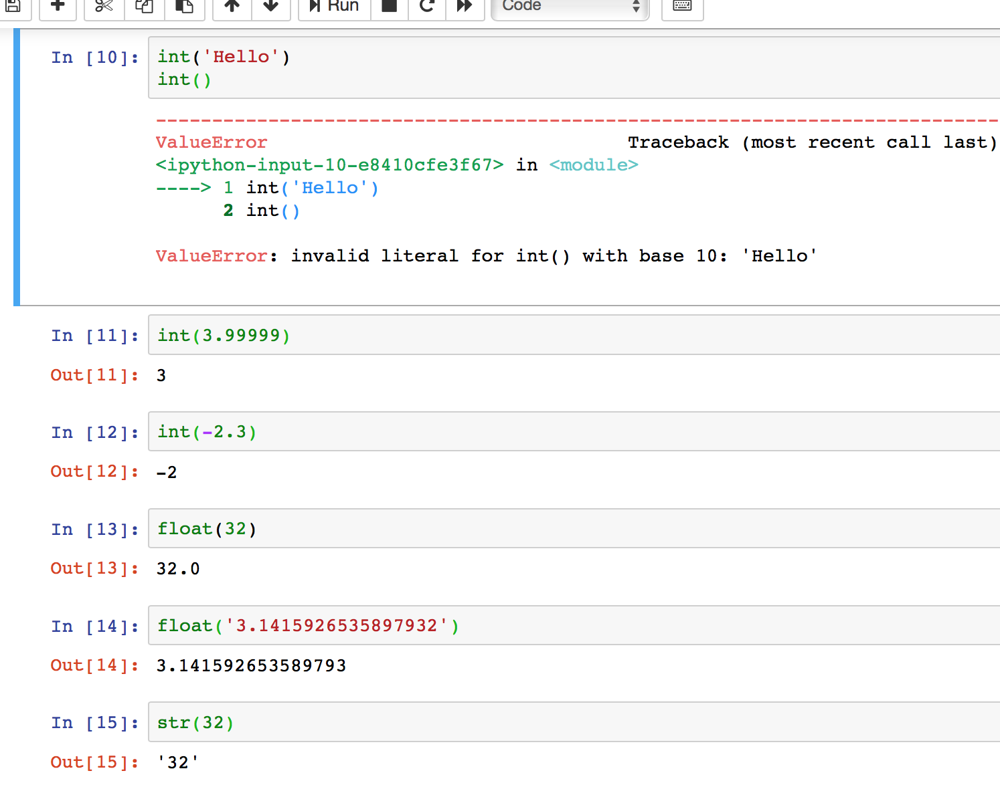 Run
Code
In [10]:
int('Hello')
int()
---------------------------------------------------------------------------
ValueError Traceback (most recent call last)
<ipython-input-10-e8410cfe3f67> in <module>
----> 1 int('Hello')
2 int()
ValueError: invalid literal for int() with base 10: 'Hello'
In [11]: int(3.99999)
Out[11]: 3
In [12]: int(-2.3)
Out[12]: -2
In [13]: float(32)
Out[13]: 32.0
In [14]: float('3.1415926535897932')
Out[14]: 3.141592653589793
In [15]: str(32)
Out[15]: '32'